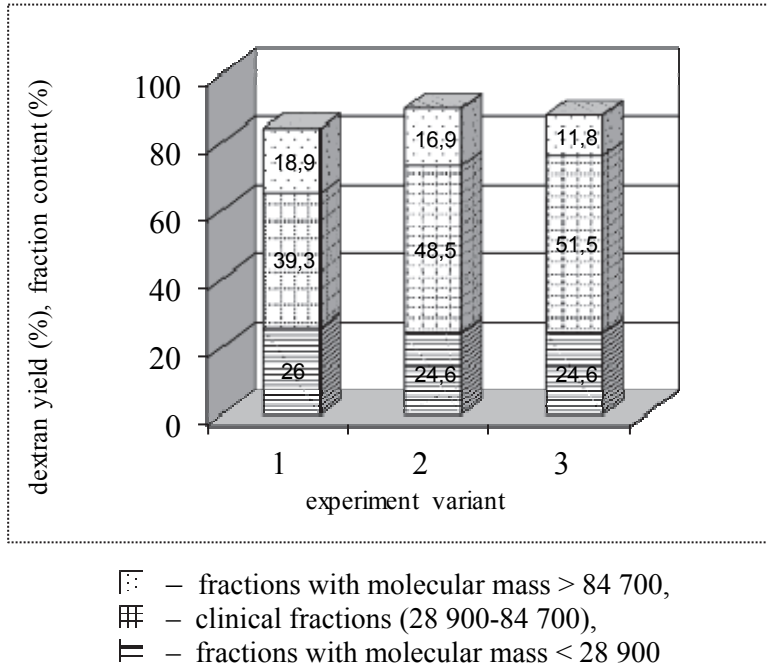 dextran yield (%), fraction content (%)
100
80
60
40
20
0
18,9
39,3
26
16,9
48,5
24,6
11,8
51,5
24,6
1 2 3
experiment variant
– fractions with molecular mass > 84 700,
– clinical fractions (28 900-84 700),
– fractions with molecular mass < 28 900